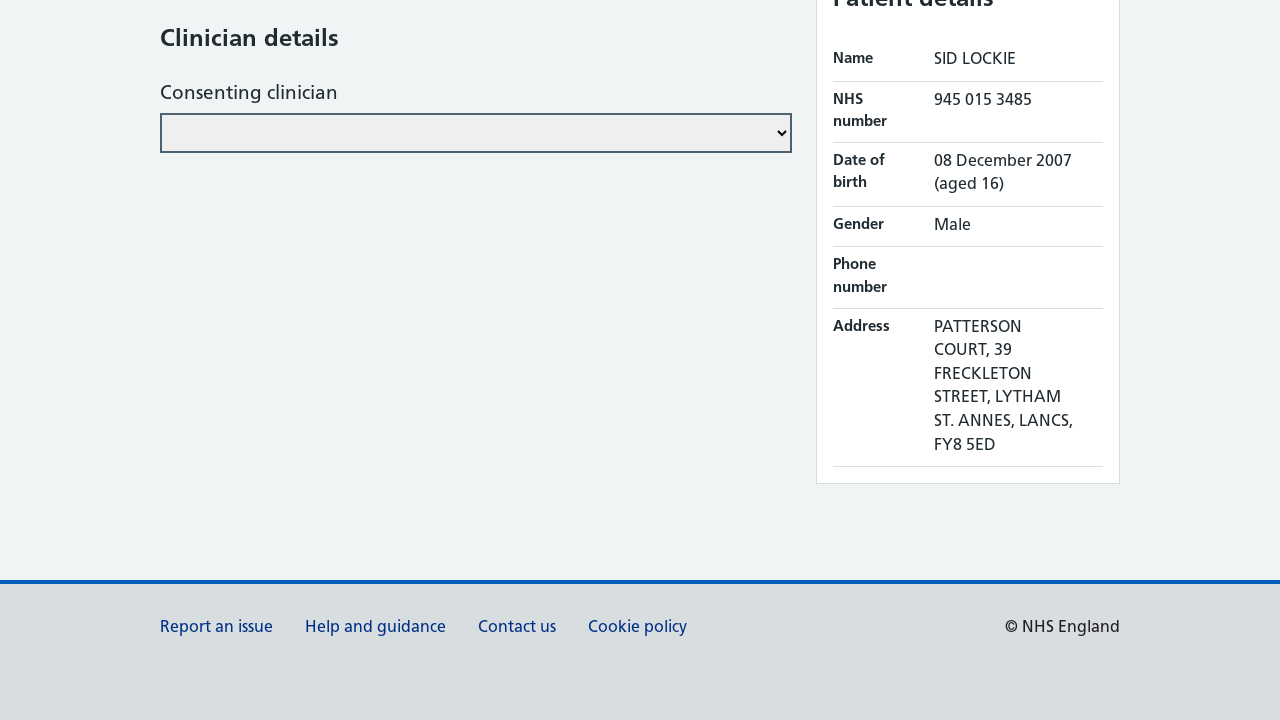 Clinician details
Consenting clinician
Name SID LOCKIE
NHS number 945 015 3485
Date of birth 08 December 2007 (aged 16)
Gender Male
Phone number
Address PATTERSON
COURT, 39
FRECKLETON
STREET, LYTHAM
ST. ANNES, LANCS,
FY8 5ED
Report an issue Help and guidance Contact us Cookie policy © NHS England